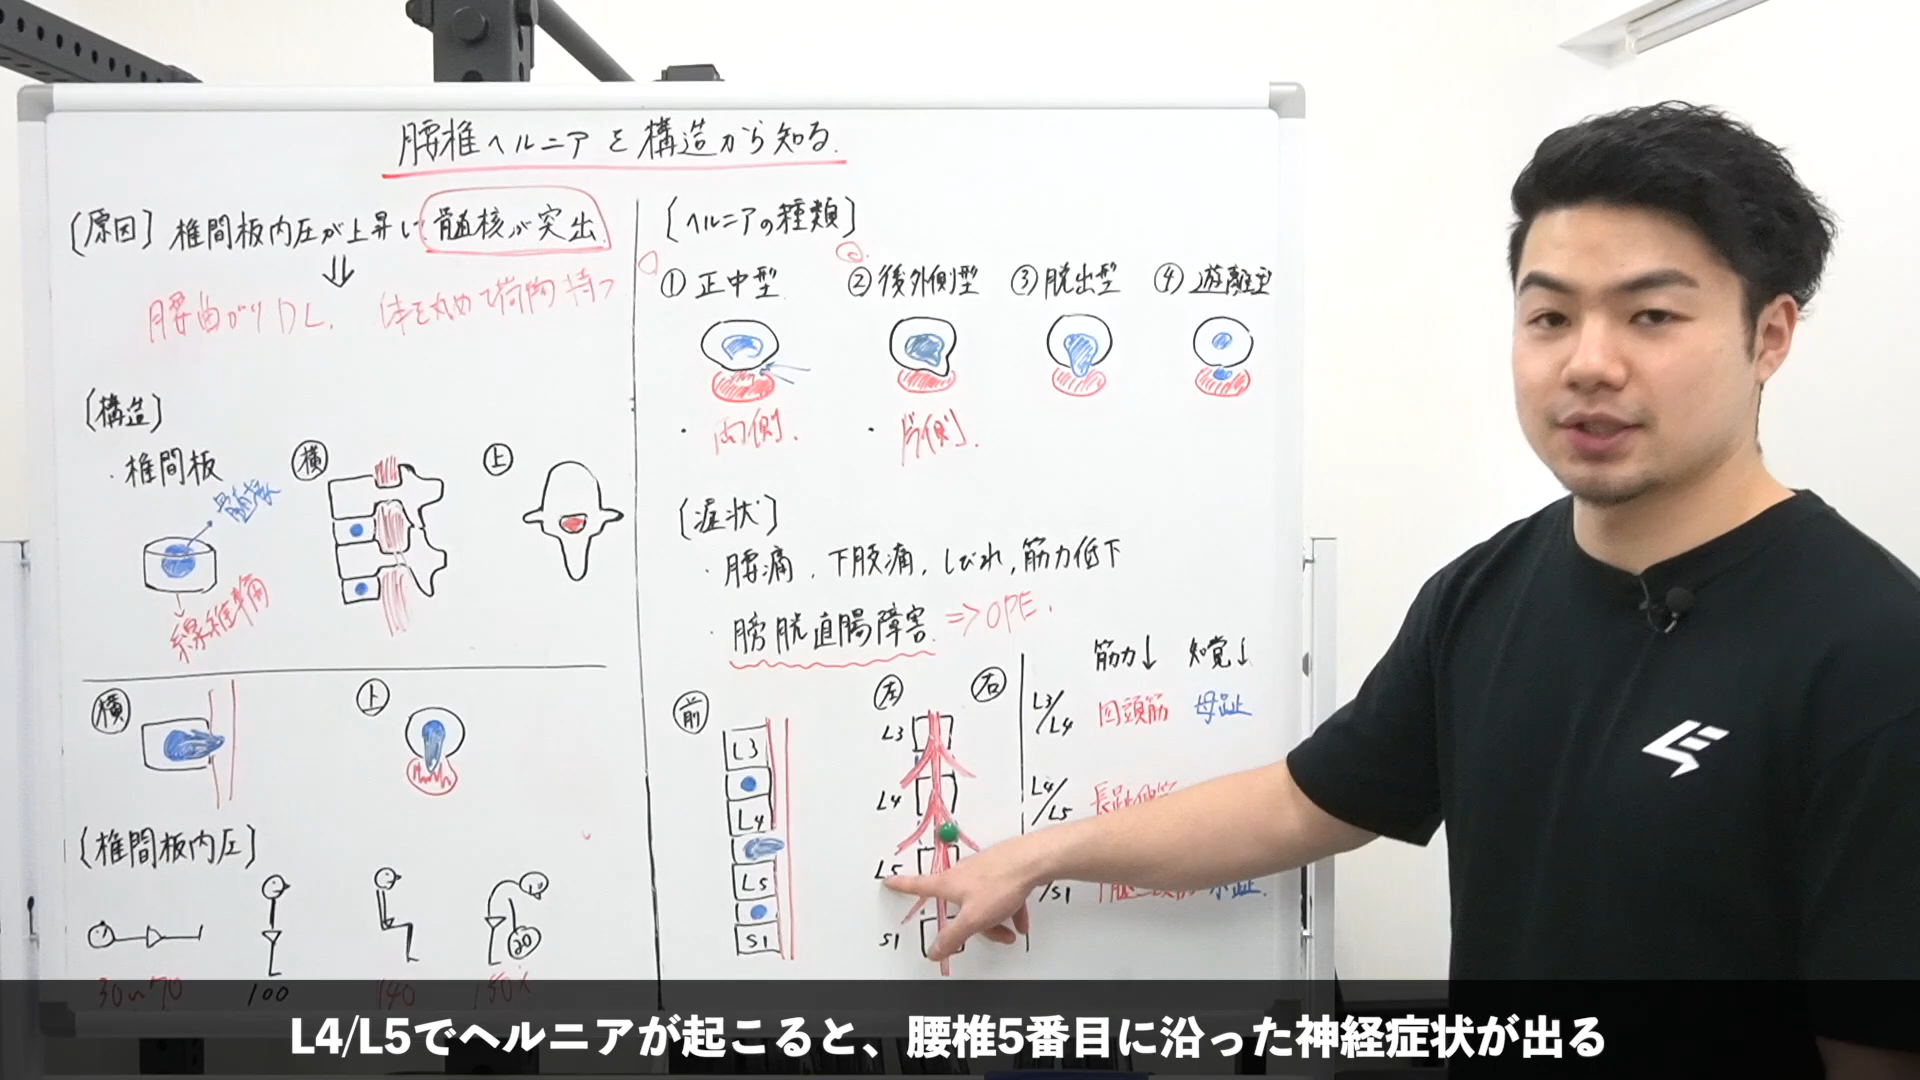 腰椎ヘルニアを構造から知る.
〔原因〕椎間板内圧が上昇し髄核が突出.
⇓
腰曲がりDL. 体を丸めて荷物持つ
〔構造〕
・椎間板
髄核
線維輪
横
上
横
上
〔椎間板内圧〕
10
20
30~70
100
140
150%
〔ヘルニアの種類〕
①正中型
②後外側型
③脱出型
④遊離型
・両側.
・片側.
〔症状〕
・腰痛, 下肢痛, しびれ, 筋力低下
・膀胱直腸障害. ⇒OPE.
前
L3
L4
L5
S1
左
右
L3
L4
L5
S1
筋力↓ 知覚↓
L3/L4 回頭筋 母趾
L4/L5
/S1
L4/L5でヘルニアが起こると、腰椎5番目に沿った神経症状が出る